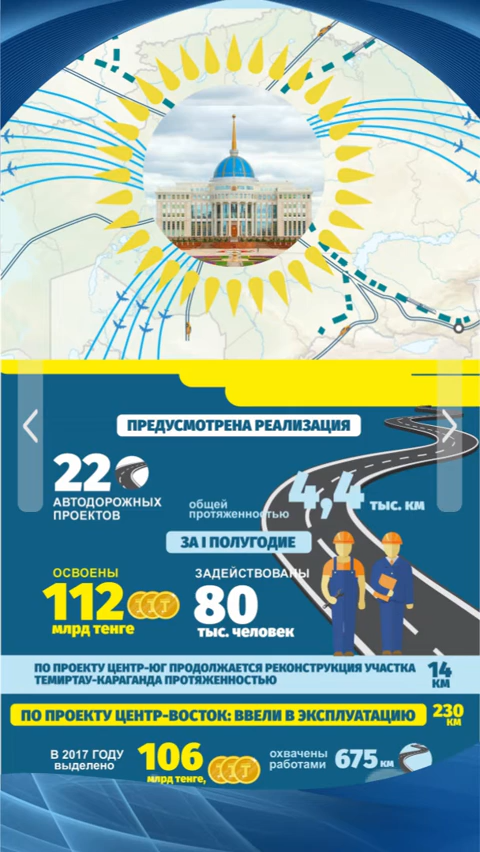 ПРЕДУСМОТРЕНА РЕАЛИЗАЦИЯ
22
АВТОДОРОЖНЫХ
ПРОЕКТОВ
общей
протяженностью
4,4 тыс. км
ЗА I ПОЛУГОДИЕ
ОСВОЕНЫ
112
млрд тенге
ЗАДЕЙСТВОВАНЫ
80
тыс. человек
ПО ПРОЕКТУ ЦЕНТР-ЮГ ПРОДОЛЖАЕТСЯ РЕКОНСТРУКЦИЯ УЧАСТКА
ТЕМИРТАУ-КАРАГАНДА ПРОТЯЖЕННОСТЬЮ
14
КМ
ПО ПРОЕКТУ ЦЕНТР-ВОСТОК: ВВЕЛИ В ЭКСПЛУАТАЦИЮ
230
КМ
В 2017 ГОДУ
выделено
106
млрд тенге,
охвачены
работами
675 км